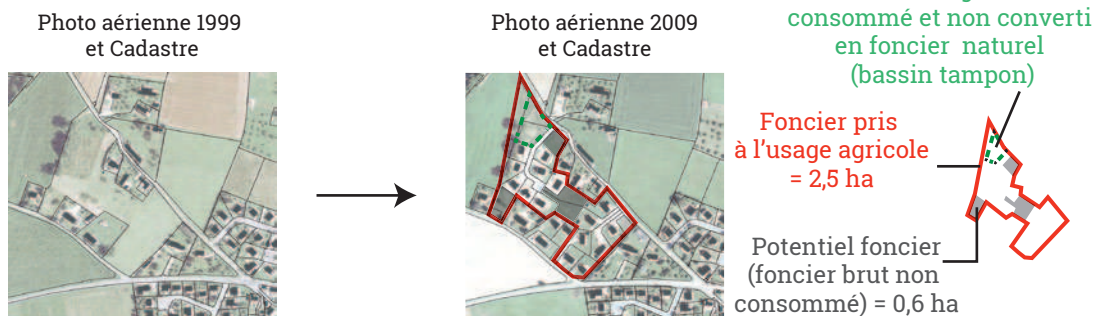 Photo aérienne 1999
et Cadastre
Photo aérienne 2009
et Cadastre
consommé et non converti
en foncier naturel
(bassin tampon)
Foncier pris
à l'usage agricole
= 2,5 ha
Potentiel foncier
(foncier brut non
consommé) = 0,6 ha